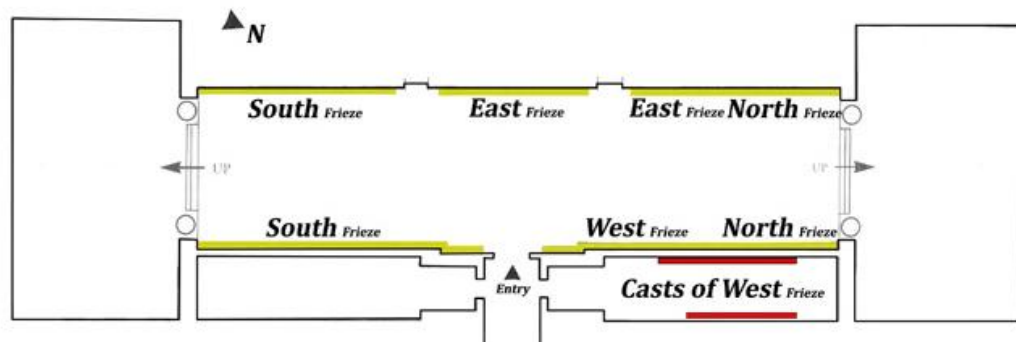 N
South Frieze
East Frieze
East Frieze North Frieze
UP
UP
South Frieze
West Frieze
North Frieze
Entry
Casts of West Frieze